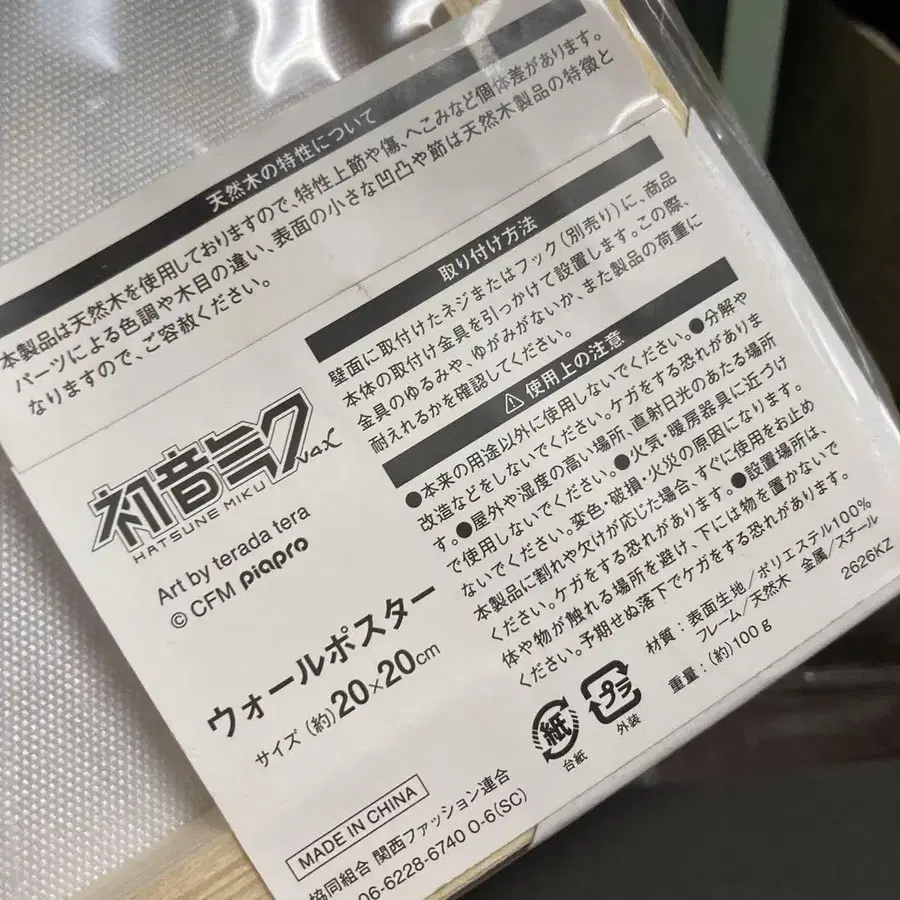 天然木の特性について
本製品は天然木を使用しておりますので、特性上節や傷、へこみなど個体差があります。
パーツによる色調や木目の違い、表面の小さな凹凸や節は天然木製品の特徴と
なりますので、ご容赦ください。
取り付け方法
壁面に取付けたネジまたはフック(別売り)に、商品
本体の取付け金具を引っかけて設置します。この際、
金具のゆるみや、ゆがみがないか、また製品の荷重に
耐えれるかを確認してください。
⚠使用上の注意
●本来の用途以外に使用しないでください。●分解や
改造などをしないでください。ケガをする恐れがありま
す。●屋外や湿度の高い場所、直射日光のあたる場所
で使用しないでください。●火気・暖房器具に近づけ
ないでください。変色・破損・火災の原因になります。
本製品に割れや欠けが応じた場合、すぐに使用をお止め
ください。ケガをする恐れがあります。●設置場所は、
体や物が触れる場所を避け、下には物を置かないで
ください。予期せぬ落下でケガをする恐れがあります。
初音ミク
HATSUNE MIKU V4X
Art by terada tera
© CFM piapro
ウォールポスター
サイズ(約)20×20cm
材質:表面生地/ポリエステル100%
フレーム/天然木 金属/スチール
重量:(約)100g
2626KZ
紙
台紙
プラ
外装
MADE IN CHINA
協同組合 関西ファッション連合
06-6228-6740 O-6(SC)